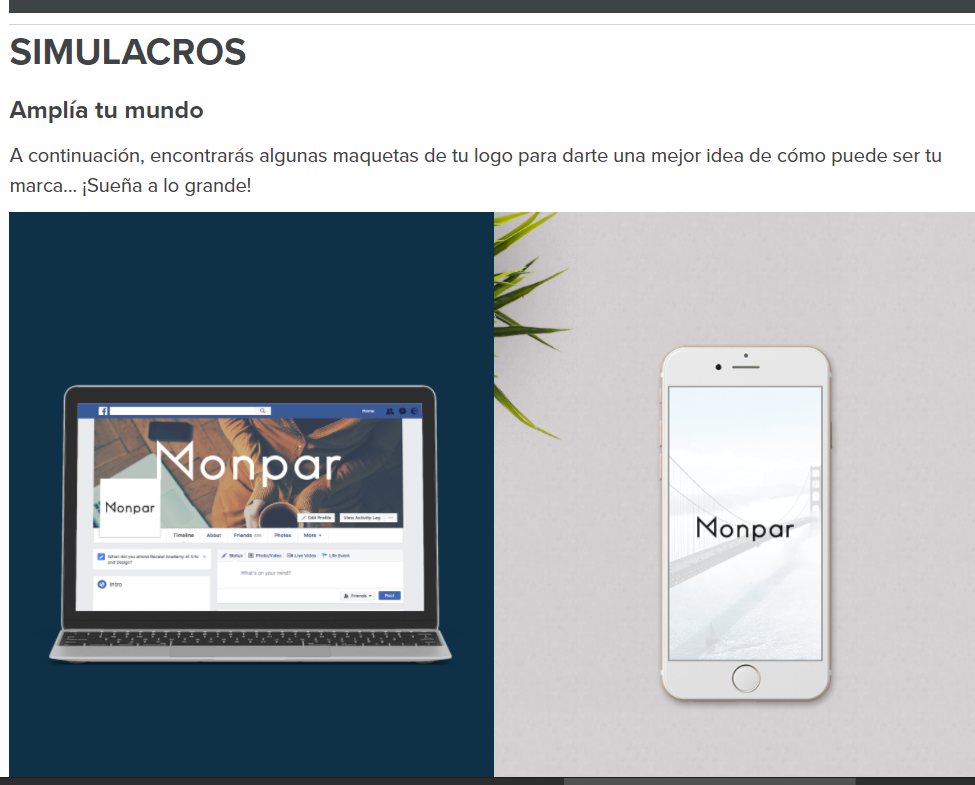 SIMULACROS
Amplía tu mundo
A continuación, encontrarás algunas maquetas de tu logo para darte una mejor idea de cómo puede ser tu
marca... ¡Sueña a lo grande!
Home
Monpar
Monpar
Edit Profile
View Activity Log
Timeline
About
Friends
Photos
More
When did you attend Bezalel Academy of Arts
and Design?
Status
Photo/Video
Live Video
Life Event
What's on your mind?
Intro
Friends
Post
Monpar